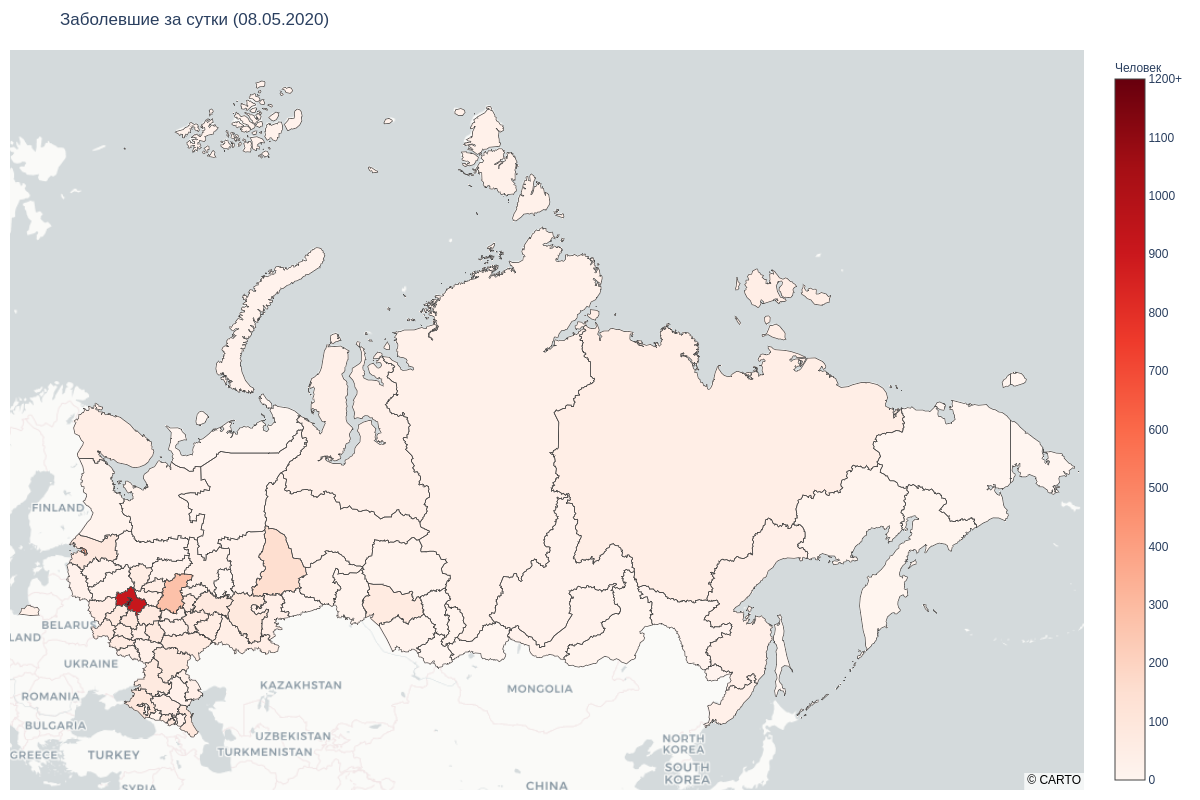 Заболевшие за сутки (08.05.2020)
Человек
1200+
1100
1000
900
800
700
600
500
400
300
200
100
0
FINLAND
BELARUS
LAND
UKRAINE
ROMANIA
BULGARIA
GREECE
TURKEY
SYRIA
KAZAKHSTAN
UZBEKISTAN
TURKMENISTAN
MONGOLIA
CHINA
NORTH
KOREA
SOUTH
KOREA
© CARTO